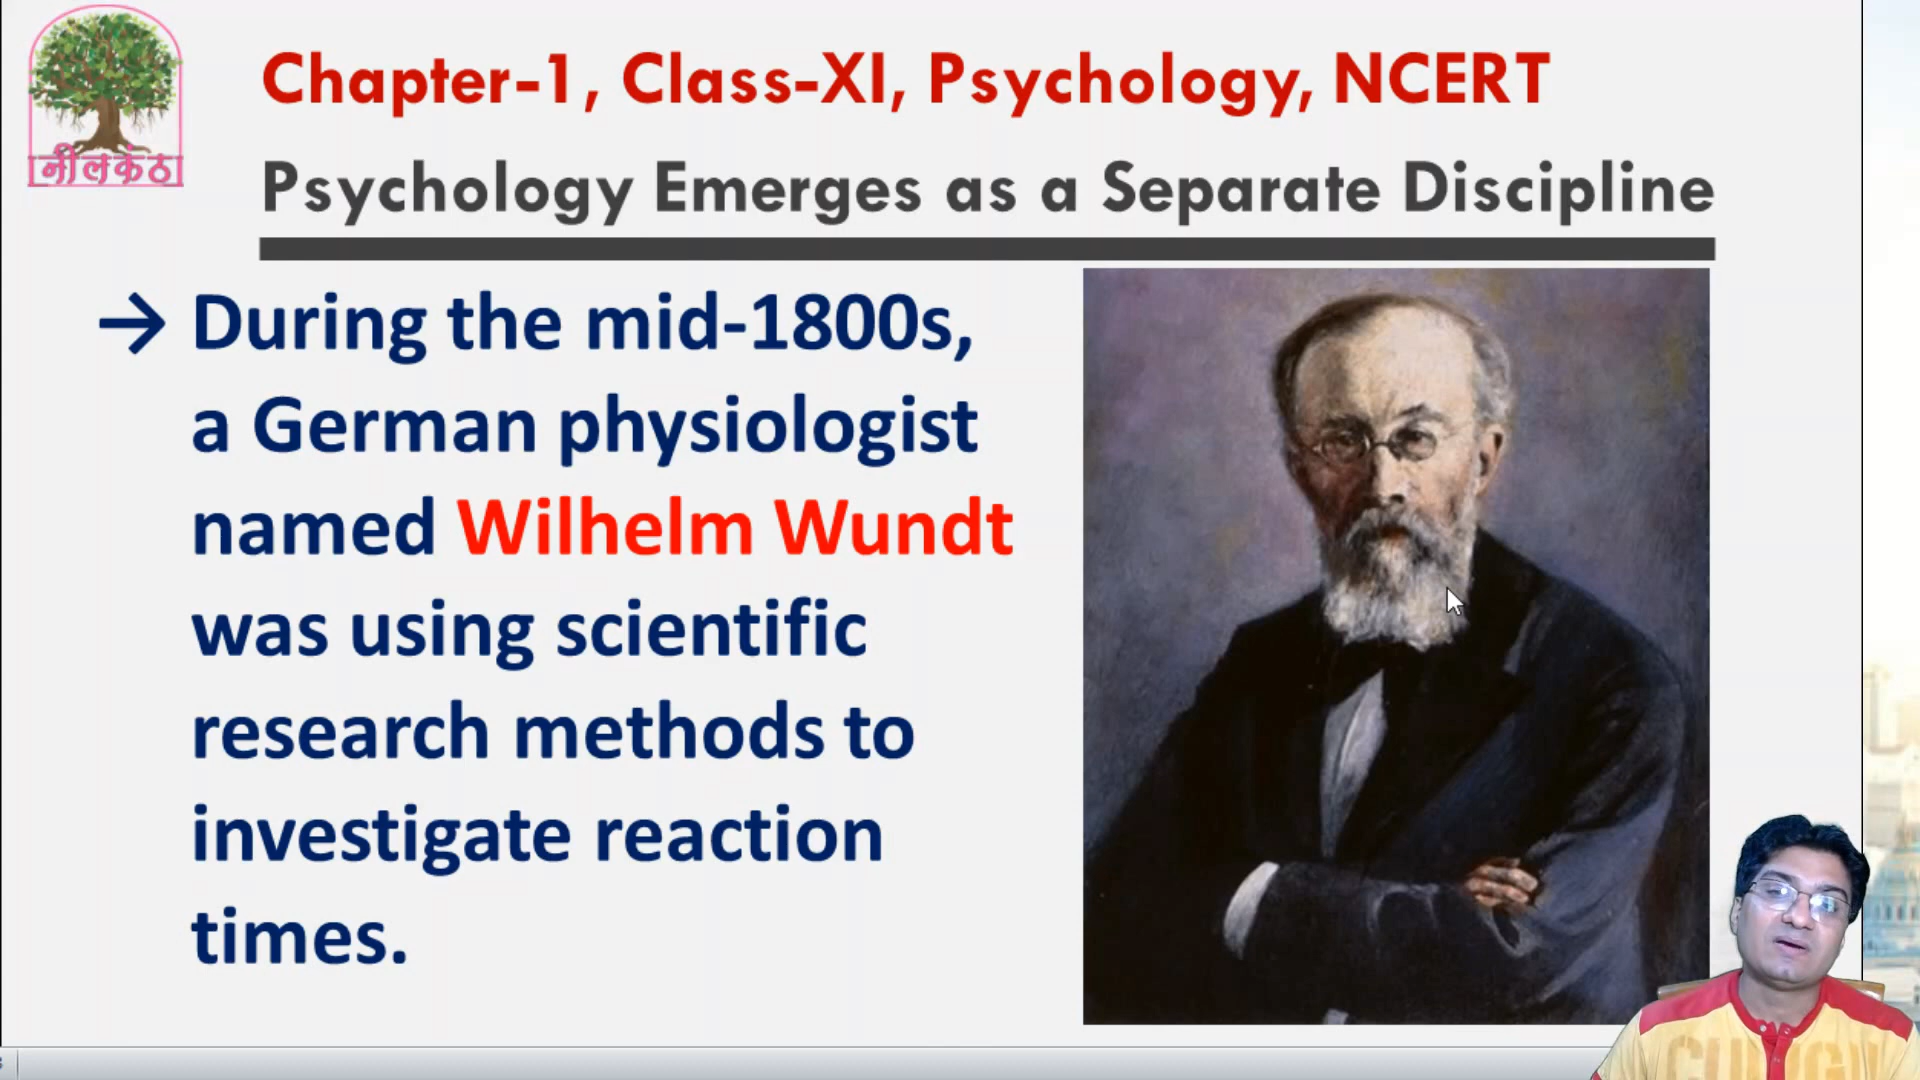 नीलकंठ
Chapter-1, Class-XI, Psychology, NCERT
Psychology Emerges as a Separate Discipline
→ During the mid-1800s,
a German physiologist
named Wilhelm Wundt
was using scientific
research methods to
investigate reaction
times.